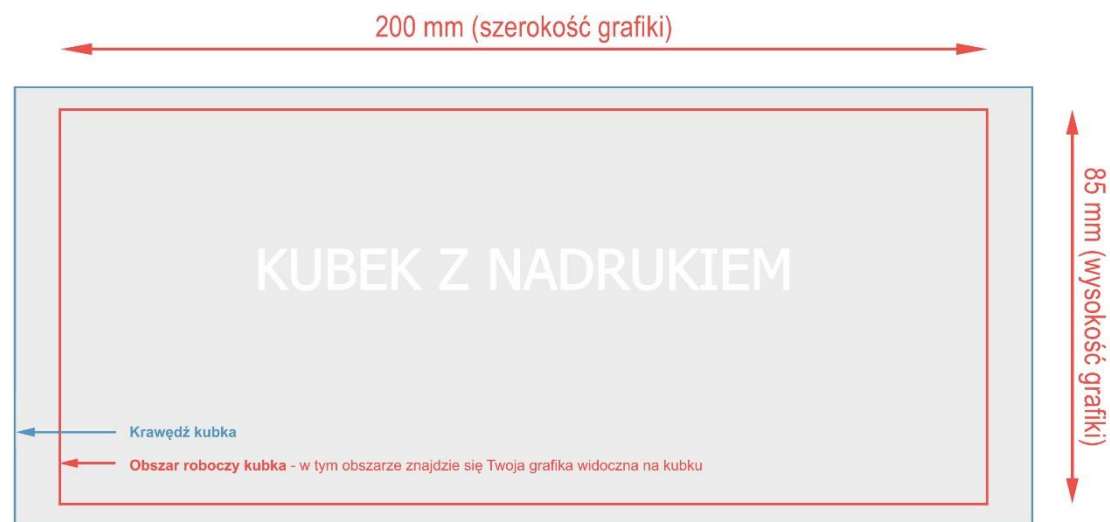 200 mm (szerokość grafiki)
85 mm (wysokość grafiki)
KUBEK Z NADRUKIEM
Krawędź kubka
Obszar roboczy kubka - w tym obszarze znajdzie się Twoja grafika widoczna na kubku